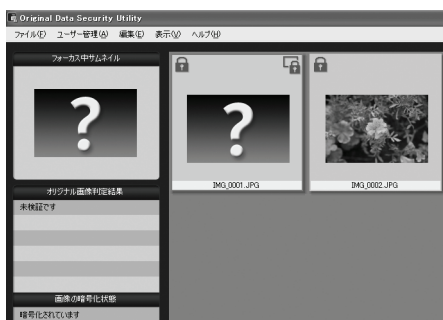 Original Data Security Utility
ファイル(F) ユーザー管理(A) 編集(E) 表示(V) ヘルプ(H)
フォーカス中サムネイル
IMG_0001.JPG
IMG_0002.JPG
オリジナル画像判定結果
未検証です
画像の暗号化状態
暗号化されています